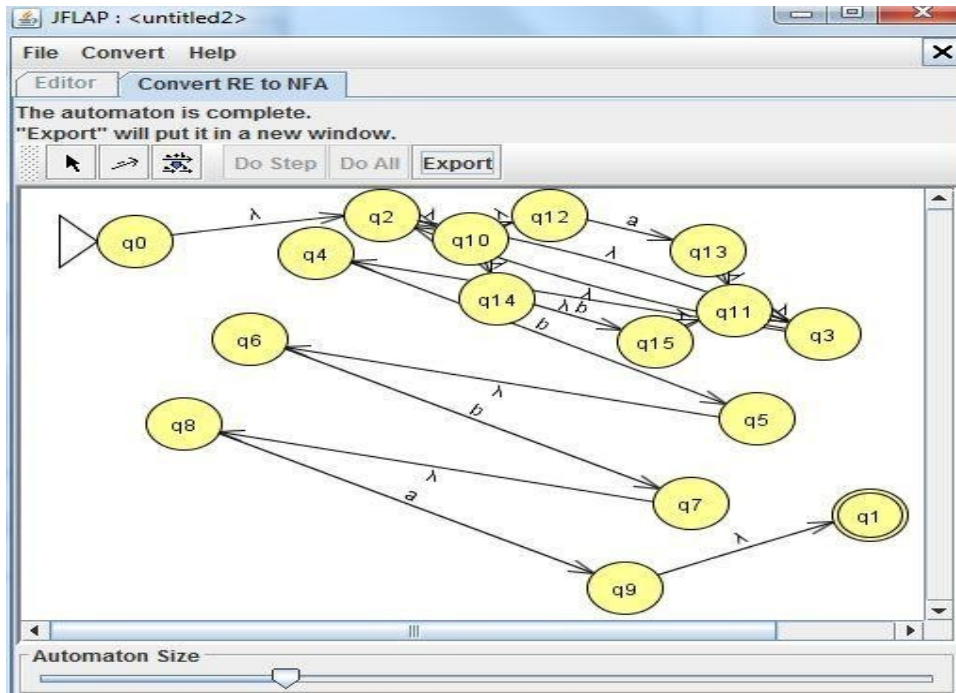 JFLAP : <untitled2>
File Convert Help
Editor Convert RE to NFA
The automaton is complete.
"Export" will put it in a new window.
Do Step Do All Export
q0 λ q2 λ q10 λ q12 a q13 λ
q4 q14 λ λ b q15 λ λ q11 λ q3
b
q6 λ q5
q8 b
λ q7
a λ q1
q9
Automaton Size